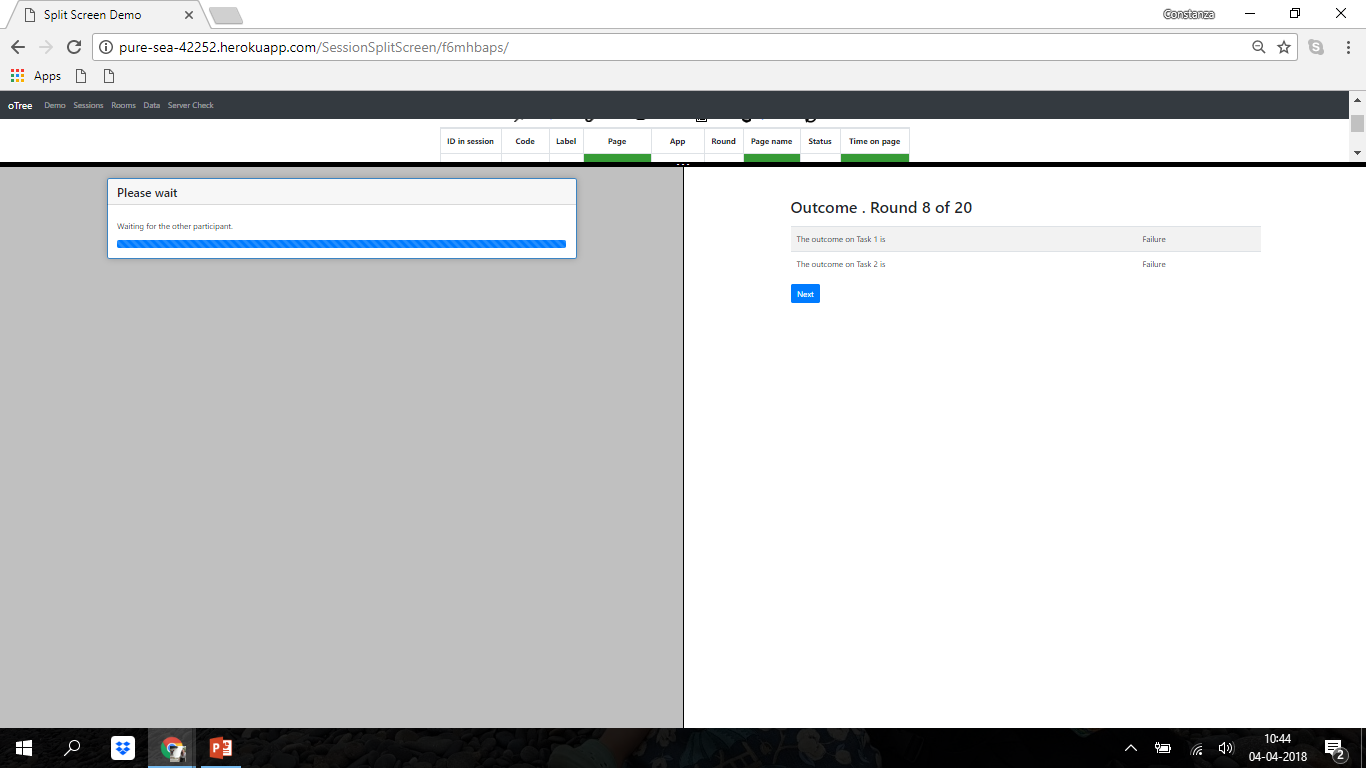 Split Screen Demo
Constanza
pure-sea-42252.herokuapp.com/SessionSplitScreen/f6mhbaps/
Apps
oTree Demo Sessions Rooms Data Server Check
ID in session Code Label Page App Round Page name Status Time on page
Please wait
Waiting for the other participant.
Outcome . Round 8 of 20
The outcome on Task 1 is Failure
The outcome on Task 2 is Failure
Next
10:44
04-04-2018
2